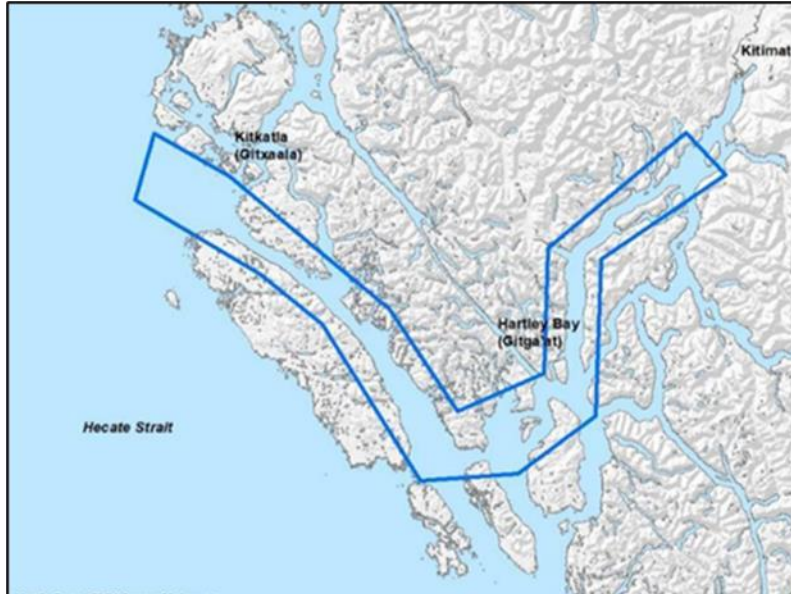 Kitimat
Kitkatla
(Gitxaala)
Hartley Bay
(Gitga'at)
Hecate Strait